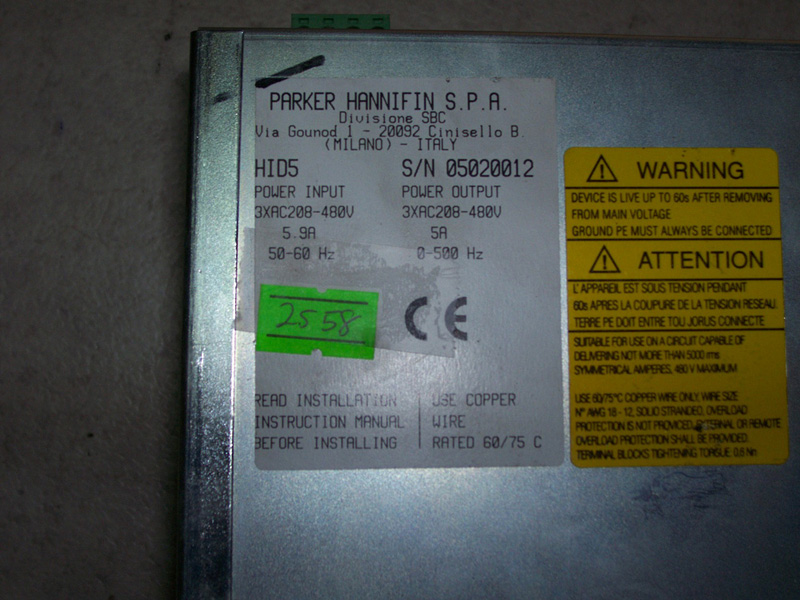 PARKER HANNIFIN S.P.A.
Divisione SBC
Via Gounod 1 - 20092 Cinisello B.
(MILANO) - ITALY
HID5 S/N 05020012
POWER INPUT POWER OUTPUT
3XAC208-480V 3XAC208-480V
5.9A 5A
50-60 Hz 0-500 Hz
2558
CE
READ INSTALLATION USE COPPER
INSTRUCTION MANUAL WIRE
BEFORE INSTALLING RATED 60/75 C
WARNING
DEVICE IS LIVE UP TO 60s AFTER REMOVING
FROM MAIN VOLTAGE
GROUND PE MUST ALWAYS BE CONNECTED
ATTENTION
L'APPAREIL EST SOUS TENSION PENDANT
60s APRES LA COUPURE DE LA TENSION RESEAU.
TERRE PE DOIT ENTRE TOU JORUS CONNECTE
SUITABLE FOR USE ON A CIRCUIT CAPABLE OF
DELIVERING NOT MORE THAN 5000 rms
SYMMETRICAL AMPERES, 480 V MAXIMUM
USE 60/75°C COPPER WIRE ONLY, WIRE SIZE
N° AWG 18 - 12, SOLID STRANDED, OVERLOAD
PROTECTION IS NOT PROVIDED, EXTERNAL OR REMOTE
OVERLOAD PROTECTION SHALL BE PROVIDED.
TERMINAL BLOCKS TIGHTENING TORSUE: 0,6 Nm